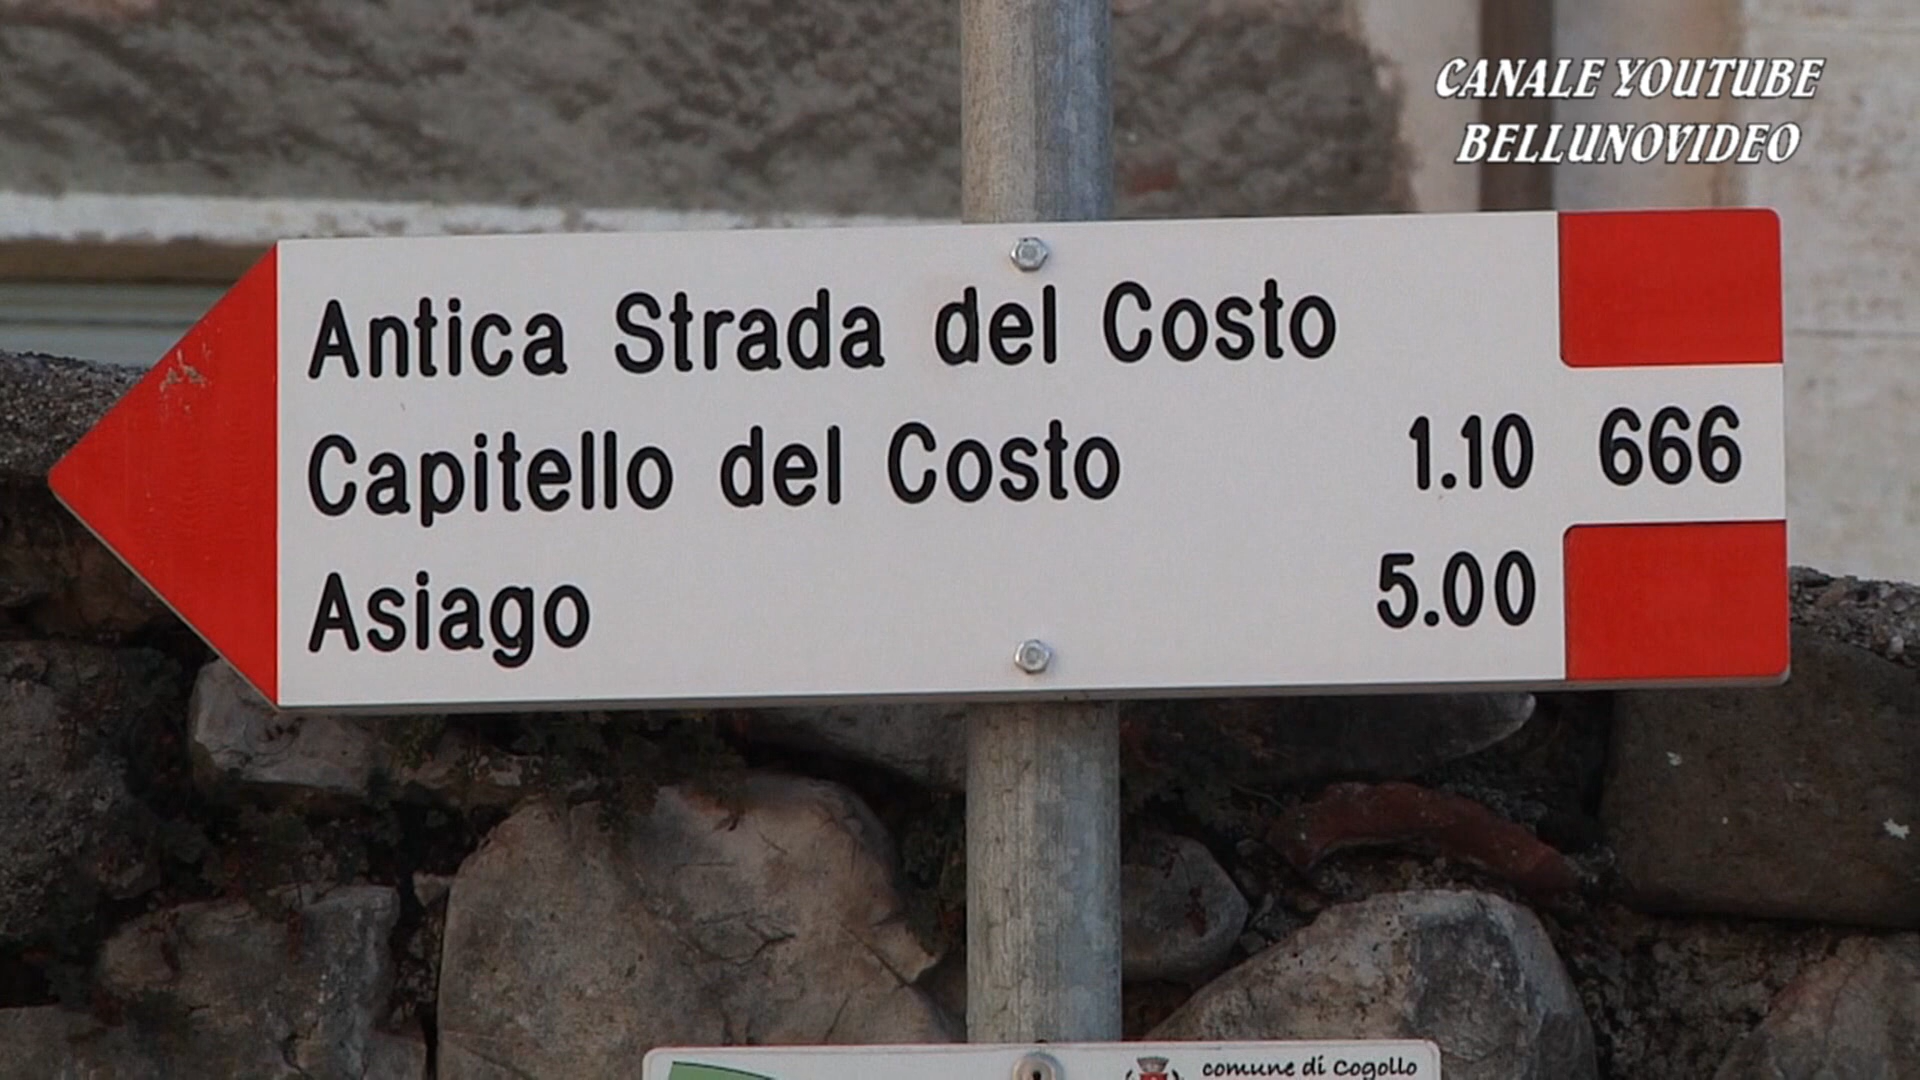 CANALE YOUTUBE
BELLUNOVIDEO
Antica Strada del Costo
Capitello del Costo 1.10 666
Asiago 5.00
comune di Cogollo